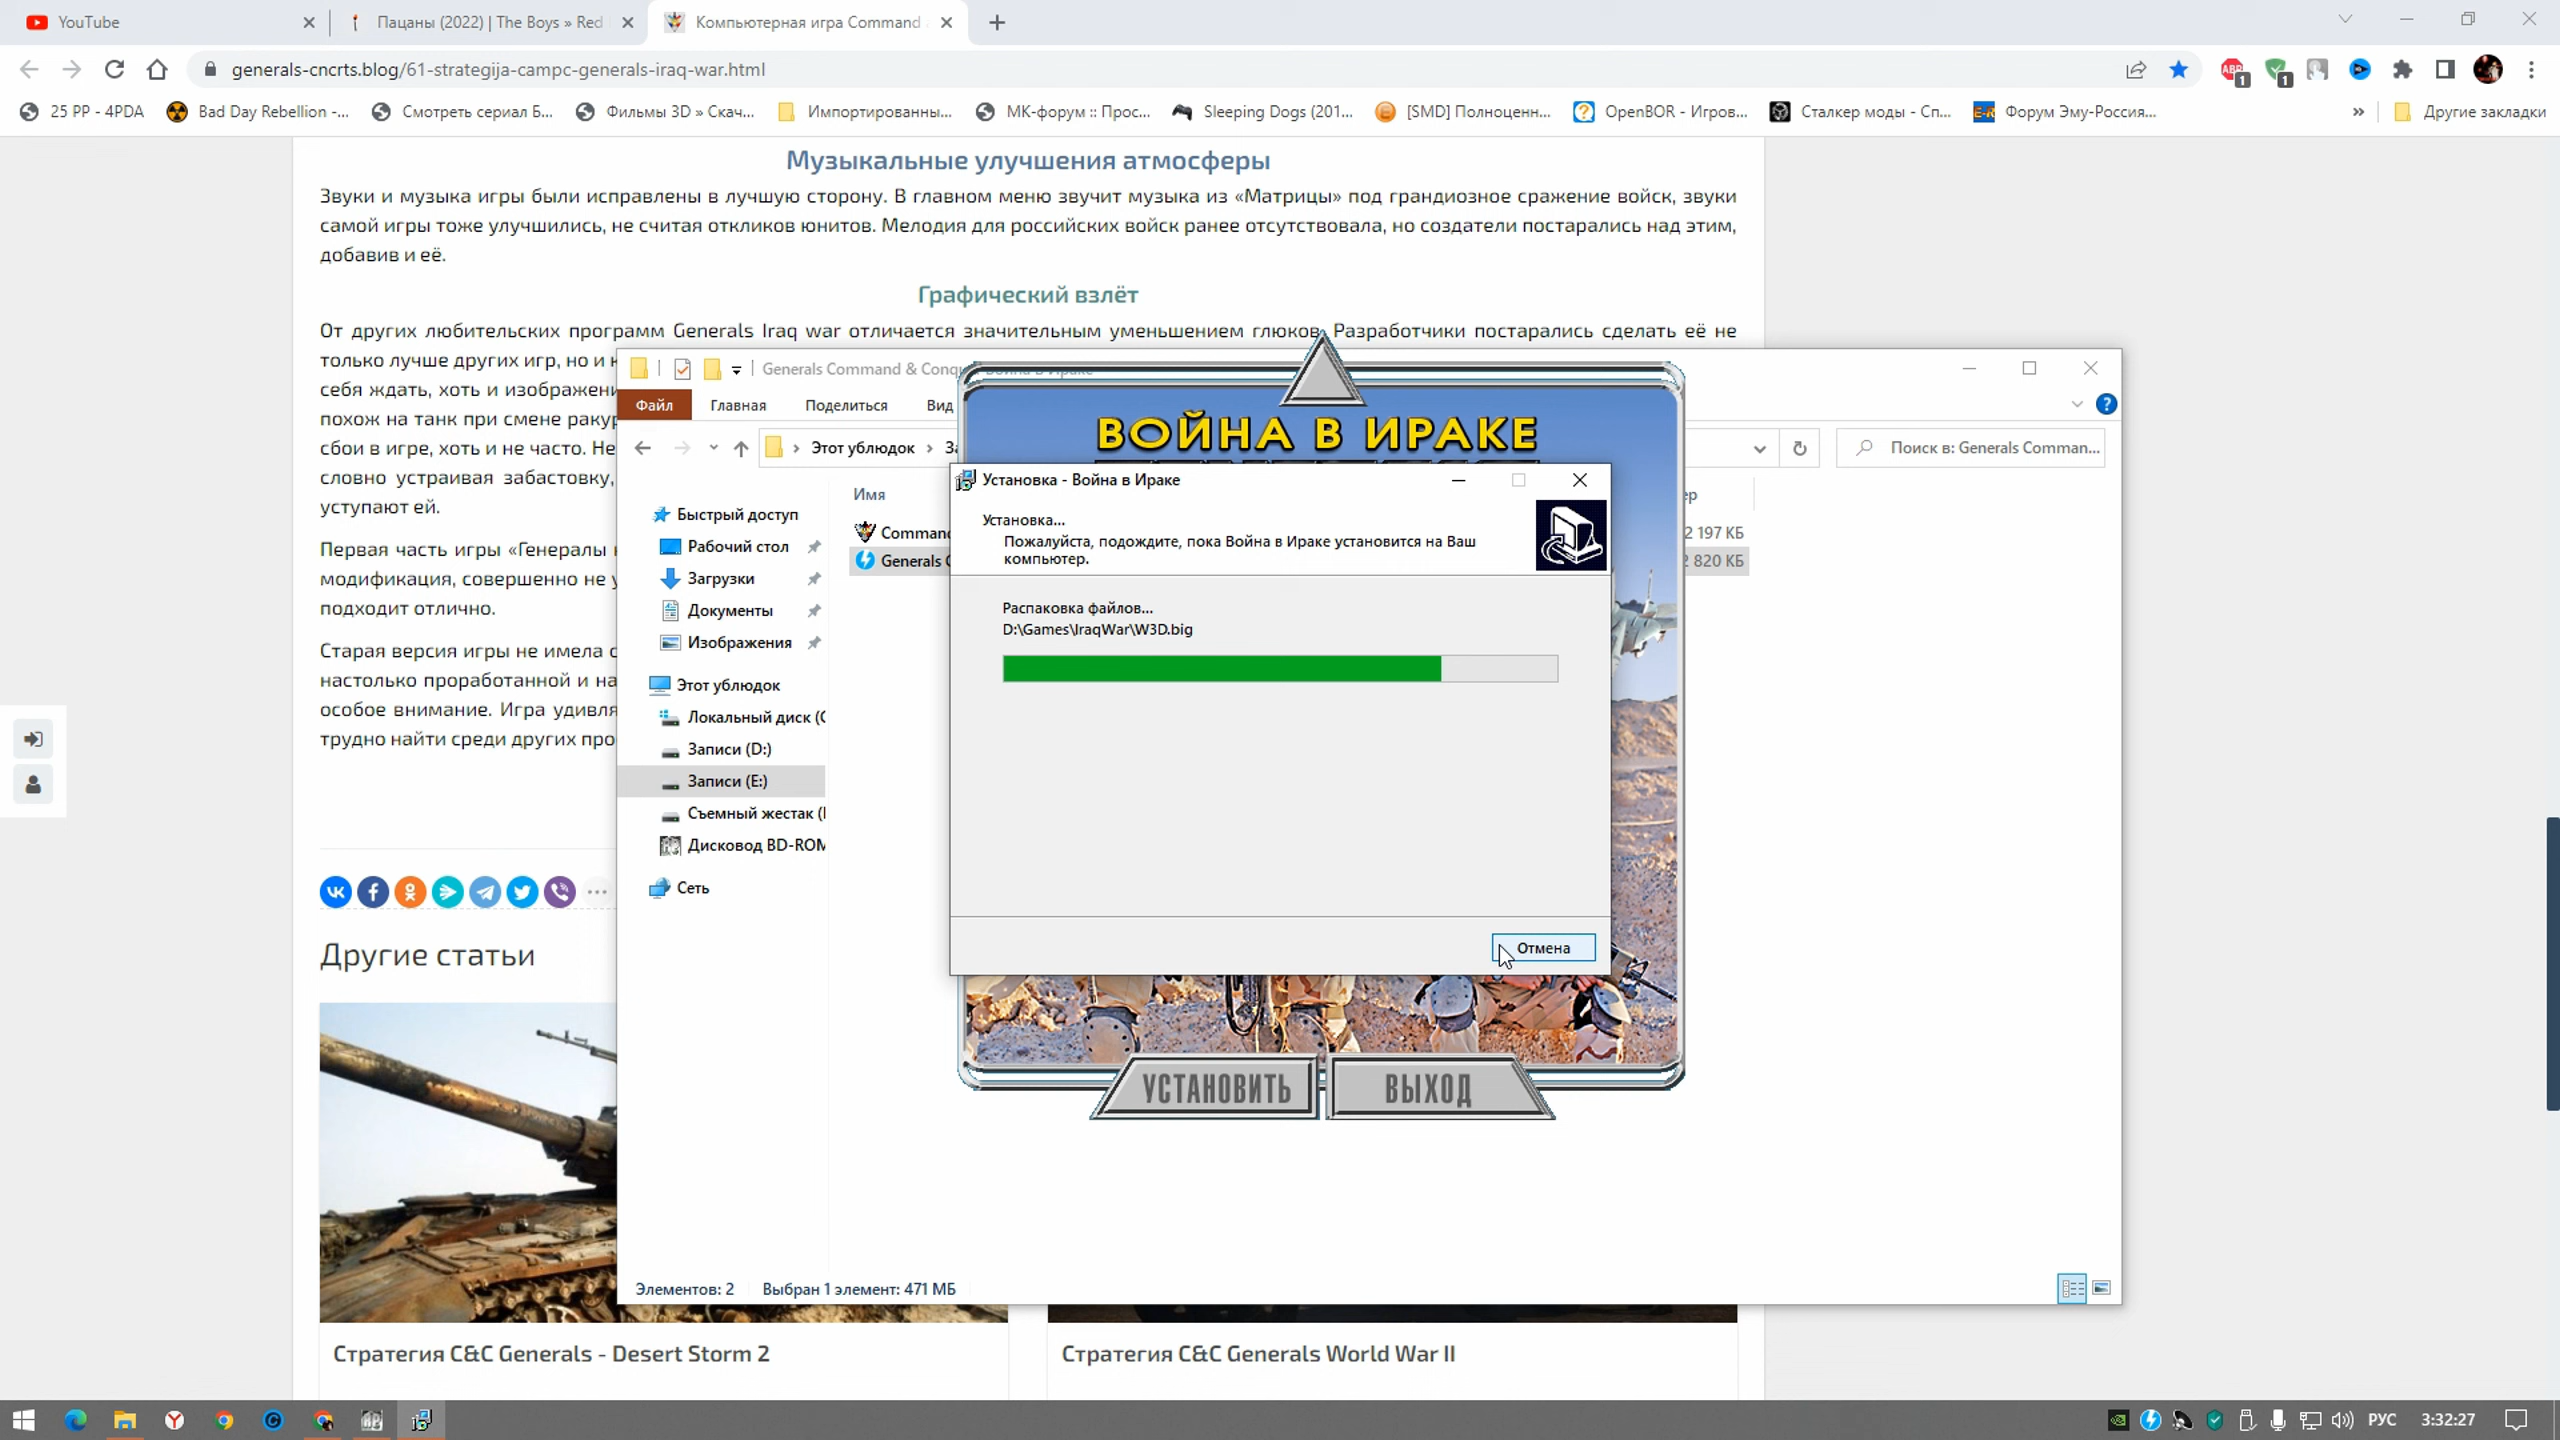 YouTube
Пацаны (2022) | The Boys » Red
Компьютерная игра Command
generals-cncrts.blog/61-strategija-campc-generals-iraq-war.html
25 PP - 4PDA
Bad Day Rebellion -...
Смотреть сериал Б...
Фильмы 3D » Скач...
Импортированны...
МК-форум :: Прос...
Sleeping Dogs (201...
[SMD] Полноценн...
OpenBOR - Игров...
Сталкер моды - Сп...
Форум Эму-Россия...
»
Другие закладки
Музыкальные улучшения атмосферы
Звуки и музыка игры были исправлены в лучшую сторону. В главном меню звучит музыка из «Матрицы» под грандиозное сражение войск, звуки
самой игры тоже улучшились, не считая откликов юнитов. Мелодия для российских войск ранее отсутствовала, но создатели постарались над этим,
добавив и её.
Графический взлёт
От других любительских программ Generals Iraq war отличается значительным уменьшением глюков. Разработчики постарались сделать её не
только лучше других игр, но и
себя ждать, хоть и изображени
похож на танк при смене ракур
сбои в игре, хоть и не часто. Не
словно устраивая забастовку,
уступают ей.
Первая часть игры «Генералы
модификация, совершенно не у
подходит отлично.
Старая версия игры не имела
настолько проработанной и на
особое внимание. Игра удивля
трудно найти среди других про
Другие статьи
Стратегия C&C Generals - Desert Storm 2
Стратегия C&C Generals World War II
Generals Command & Conqu
Файл
Главная
Поделиться
Вид
Этот ублюдок
Поиск в: Generals Comman...
Имя
ер
Comman
2 197 КБ
Generals
2 820 КБ
Быстрый доступ
Рабочий стол
Загрузки
Документы
Изображения
Этот ублюдок
Локальный диск (C
Записи (D:)
Записи (E:)
Съемный жестак (
Дисковод BD-ROM
Сеть
Элементов: 2
Выбран 1 элемент: 471 МБ
ВОЙНА В ИРАКЕ
Установка - Война в Ираке
Установка...
Пожалуйста, подождите, пока Война в Ираке установится на Ваш
компьютер.
Распаковка файлов...
D:\Games\IraqWar\W3D.big
Отмена
УСТАНОВИТЬ
ВЫХОД
РУС
3:32:27